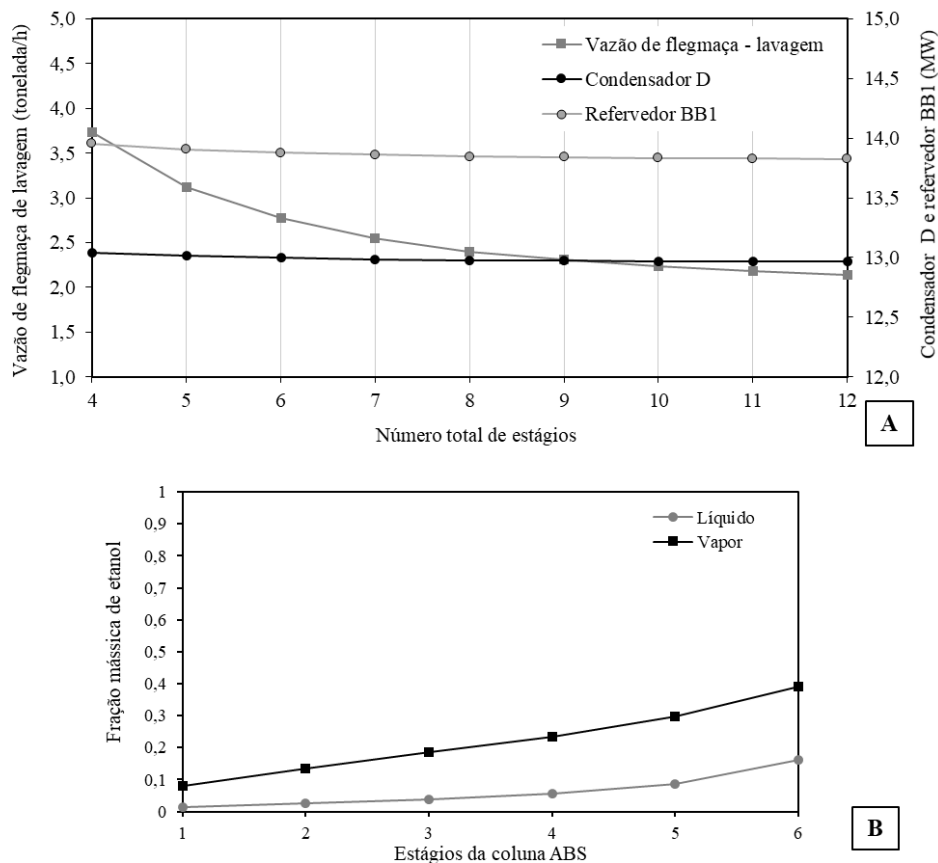 Vazão de flegmaça de lavagem (tonelada/h)
5,0
4,5
4,0
3,5
3,0
2,5
2,0
1,5
1,0
Vazão de flegmaça - lavagem
Condensador D
Refervedor BB1
15,0
14,5
14,0
13,5
13,0
12,5
12,0
Condensador D e refervedor BB1 (MW)
4 5 6 7 8 9 10 11 12
Número total de estágios
A
Fração mássica de etanol
1
0,9
0,8
0,7
0,6
0,5
0,4
0,3
0,2
0,1
0
Líquido
Vapor
1 2 3 4 5 6
Estágios da coluna ABS
B